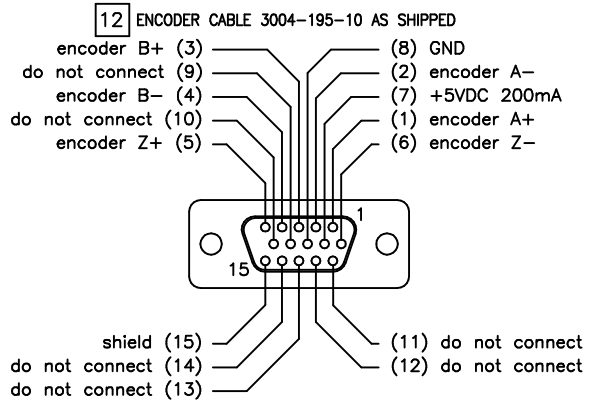 12 ENCODER CABLE 3004-195-10 AS SHIPPED
encoder B+ (3)
do not connect (9)
encoder B- (4)
do not connect (10)
encoder Z+ (5)
(8) GND
(2) encoder A-
(7) +5VDC 200mA
(1) encoder A+
(6) encoder Z-
1
15
shield (15)
do not connect (14)
do not connect (13)
(11) do not connect
(12) do not connect